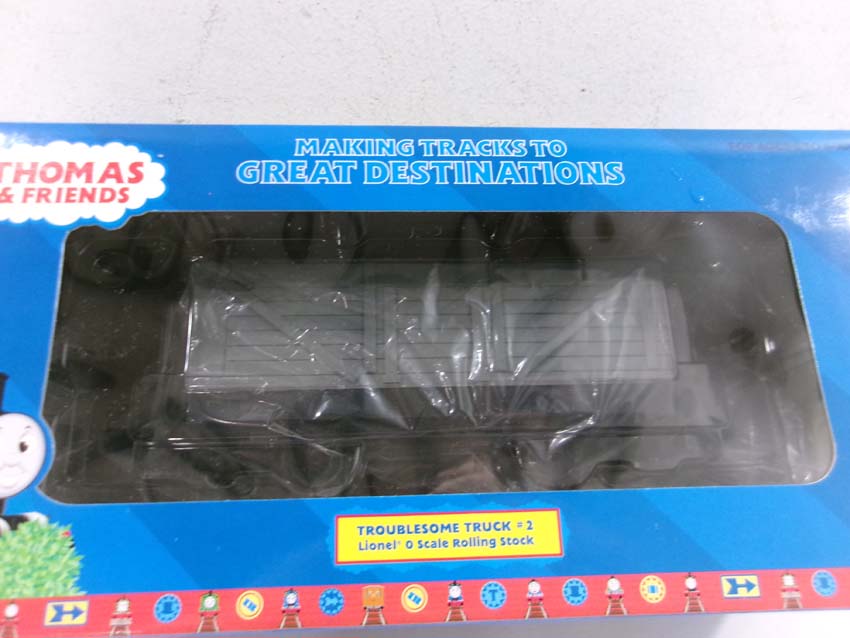 MAKING TRACKS TO
GREAT DESTINATIONS
THOMAS
& FRIENDS
TROUBLESOME TRUCK #2
Lionel® O Scale Rolling Stock